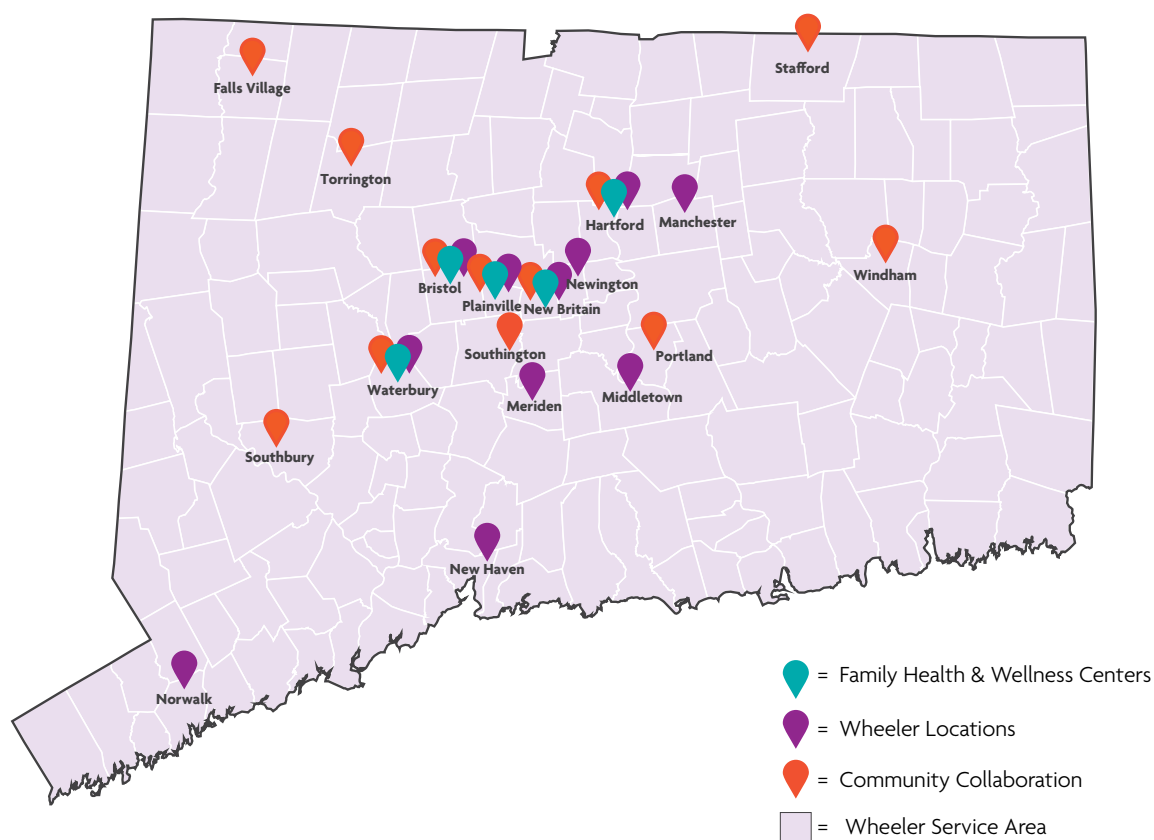 Stafford
Falls Village
Torrington
Hartford
Manchester
Windham
Bristol
Newington
Plainville
New Britain
Southington
Portland
Waterbury
Meriden
Middletown
Southbury
New Haven
Norwalk
= Family Health & Wellness Centers
= Wheeler Locations
= Community Collaboration
= Wheeler Service Area